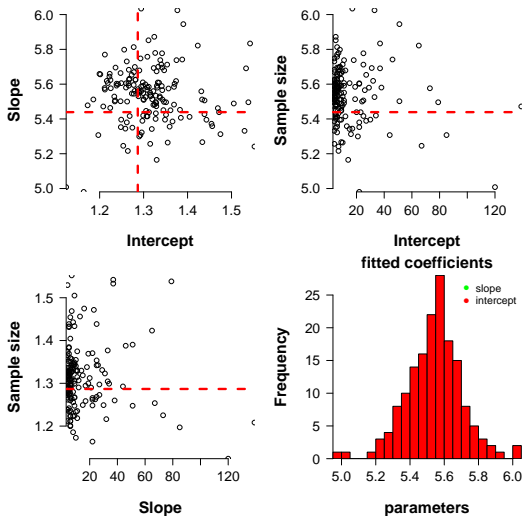 6.0
5.8
5.6
5.4
5.2
5.0
Slope
1.2 1.3 1.4 1.5
Intercept
6.0
5.8
5.6
5.4
5.2
5.0
Sample size
20 40 60 80 120
Intercept
1.5
1.4
1.3
1.2
Sample size
20 40 60 80 120
Slope
fitted coefficients
slope
intercept
25
20
15
10
5
0
Frequency
5.0 5.2 5.4 5.6 5.8 6.0
parameters